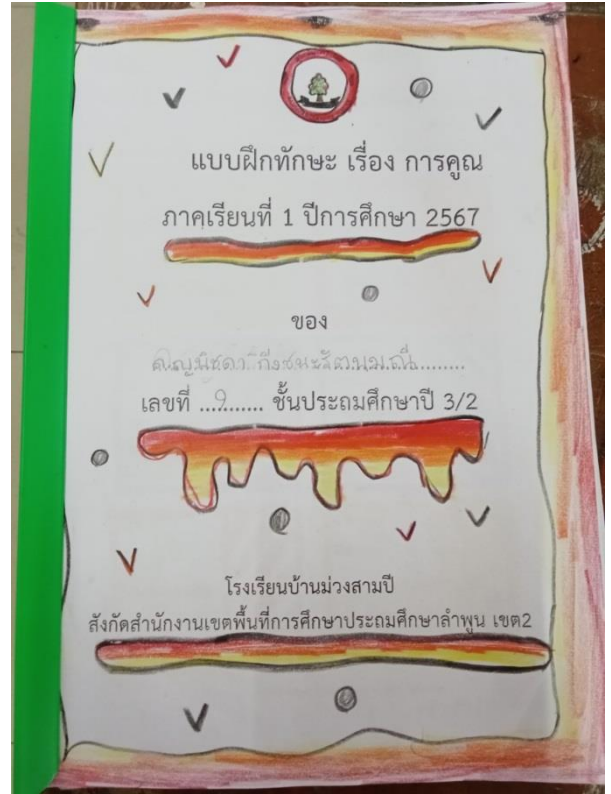 แบบฝึกทักษะ เรื่อง การคูณ
ภาคเรียนที่ 1 ปีการศึกษา 2567
ของ
เลขที่ ....9....... ชั้นประถมศึกษาปี 3/2
โรงเรียนบ้านม่วงสามปี
สังกัดสำนักงานเขตพื้นที่การศึกษาประถมศึกษาลำพูน เขต2